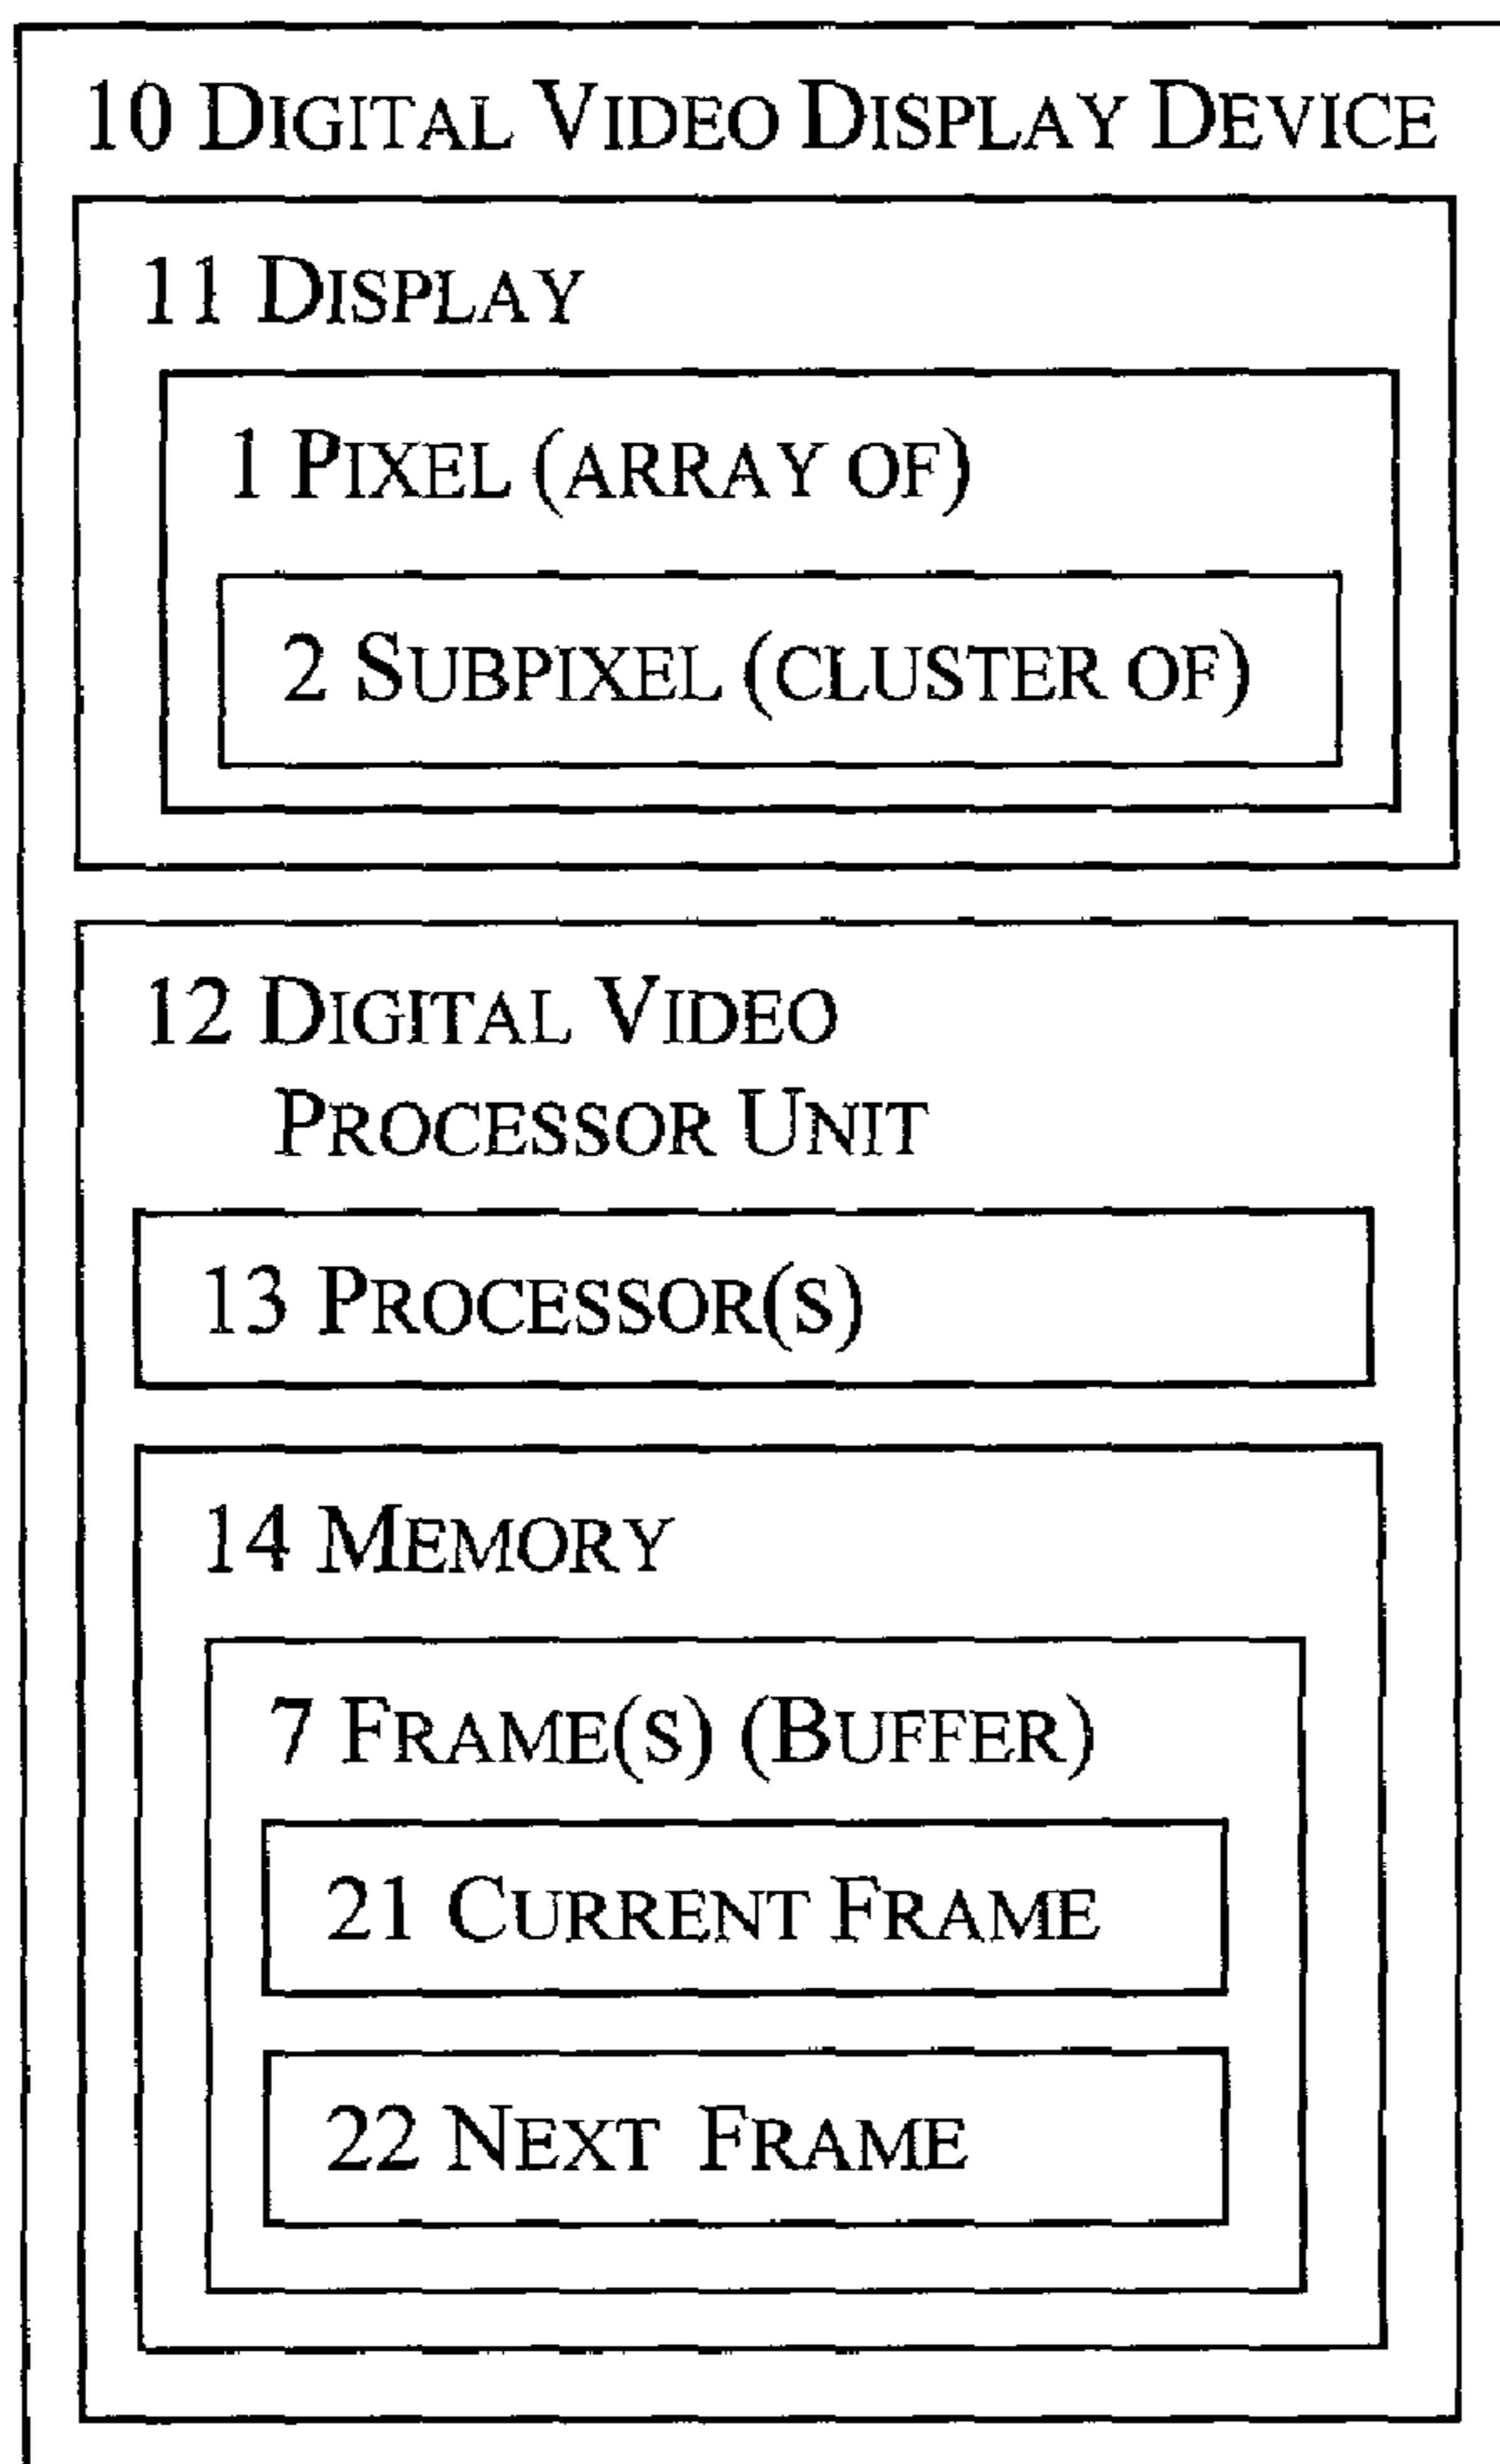 10 DIGITAL VIDEO DISPLAY DEVICE
11 DISPLAY
1 PIXEL (ARRAY OF)
2 SUBPIXEL (CLUSTER OF)
12 DIGITAL VIDEO
PROCESSOR UNIT
13 PROCESSOR(S)
14 MEMORY
7 FRAME(S) (BUFFER)
21 CURRENT FRAME
22 NEXT FRAME